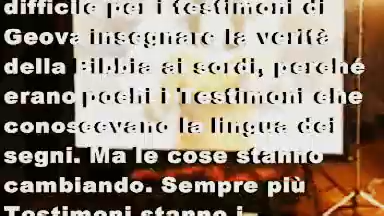 difficile per i testimoni di
Geova insegnare la verità
della Bibbia ai sordi, perché
erano pochi i Testimoni che
conoscevano la lingua dei
segni. Ma le cose stanno
cambiando. Sempre più
Testimoni stanno